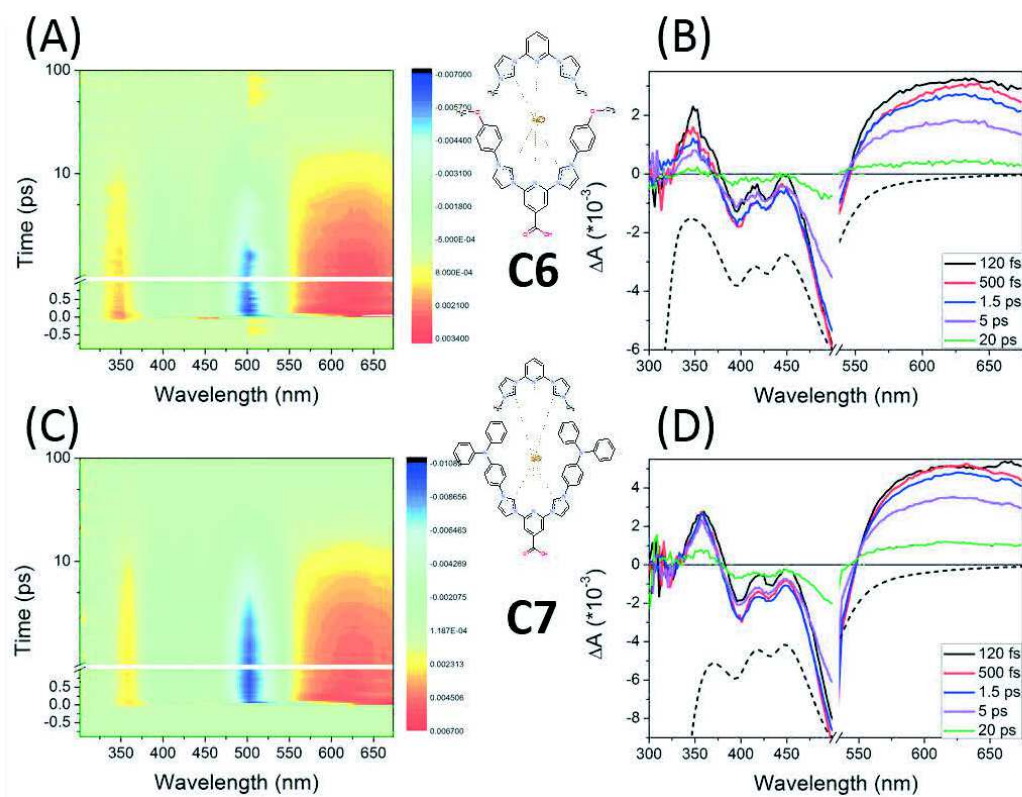 (A)
100
10
0.5
0.0
-0.5
Time (ps)
350 400 450 500 550 600 650
Wavelength (nm)
-0.007000
-0.005700
-0.004400
-0.003100
-0.001800
-5.000E-04
8.000E-04
0.002100
0.003400
C6
(B)
2
0
-2
-4
-6
ΔA (*10⁻³)
300 350 400 450 550 600 650
Wavelength (nm)
120 fs
500 fs
1.5 ps
5 ps
20 ps
(C)
100
10
0.5
0.0
Time (ps)
350 400 450 500 550 600 650
Wavelength (nm)
-0.008656
-0.006463
-0.004269
-0.002075
1.187E-04
0.002313
0.004506
0.006700
C7
(D)
4
2
0
-2
-4
-6
-8
ΔA (*10⁻³)
300 350 400 450 550 600 650
Wavelength (nm)
120 fs
500 fs
1.5 ps
5 ps
20 ps